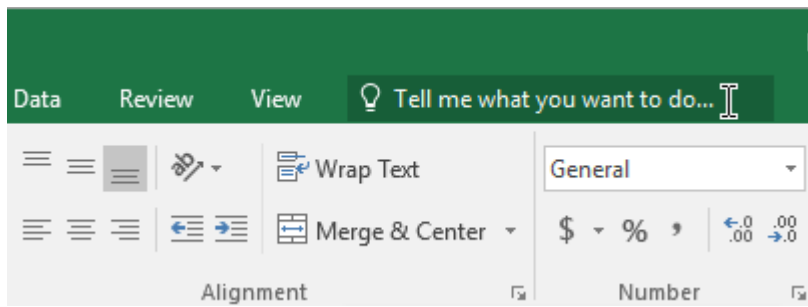 Data Review View Tell me what you want to do...
Wrap Text General
Merge & Center $ % , .0 .00 .00 .0
Alignment Number